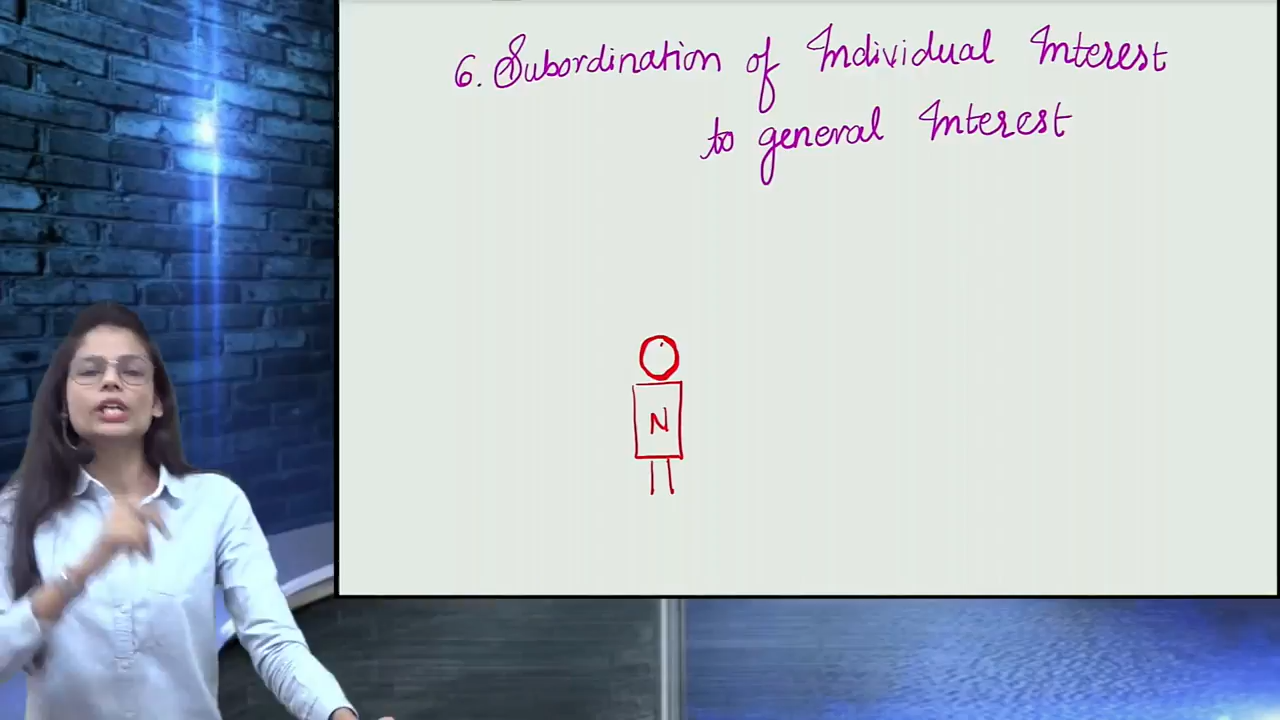 6. Subordination of Individual Interest
to general Interest
N